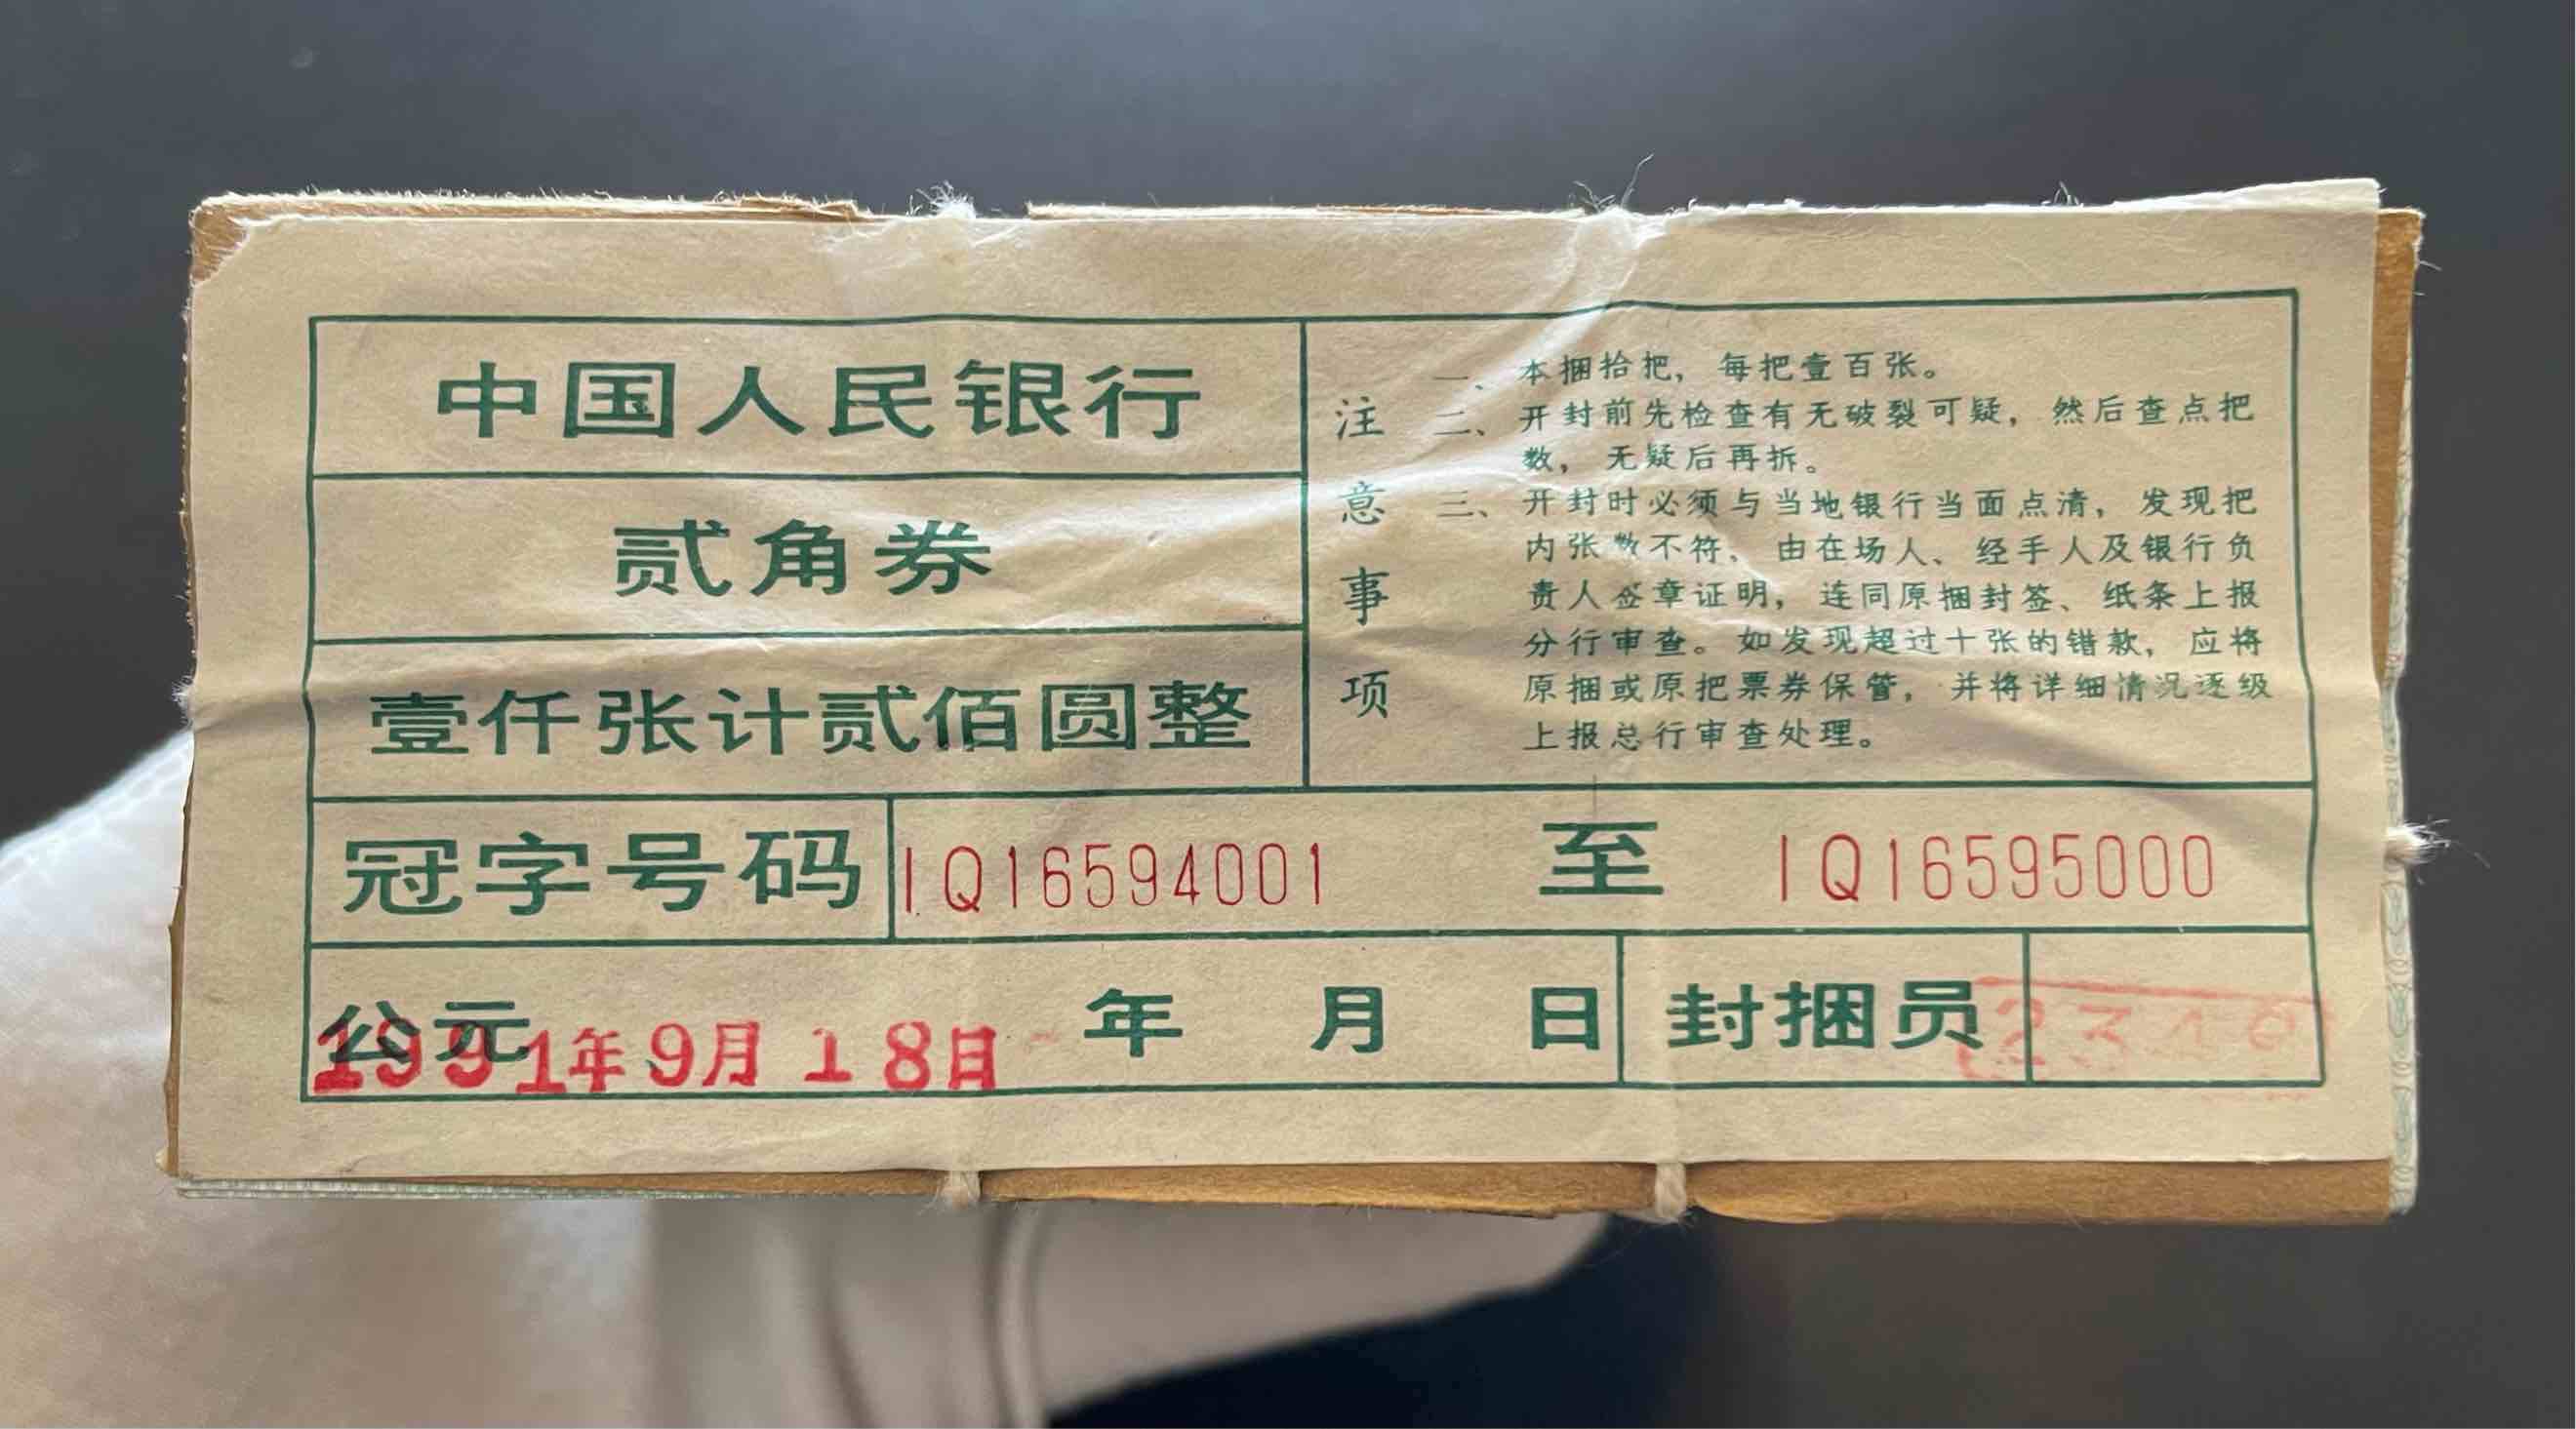 中国人民银行
贰角券
壹仟张计贰佰圆整
注意事项
一、本捆拾把，每把壹百张。
二、开封前先检查有无破裂可疑，然后查点把
数，无疑后再拆。
三、开封时必须与当地银行当面点清，发现把
内张数不符，由在场人、经手人及银行负
责人签章证明，连同原捆封签、纸条上报
分行审查。如发现超过十张的错款，应将
原捆或原把票券保管，并将详细情况逐级
上报总行审查处理。
冠字号码 IQ16594001 至 IQ16595000
公元 年 月 日 封捆员
1991年9月18日